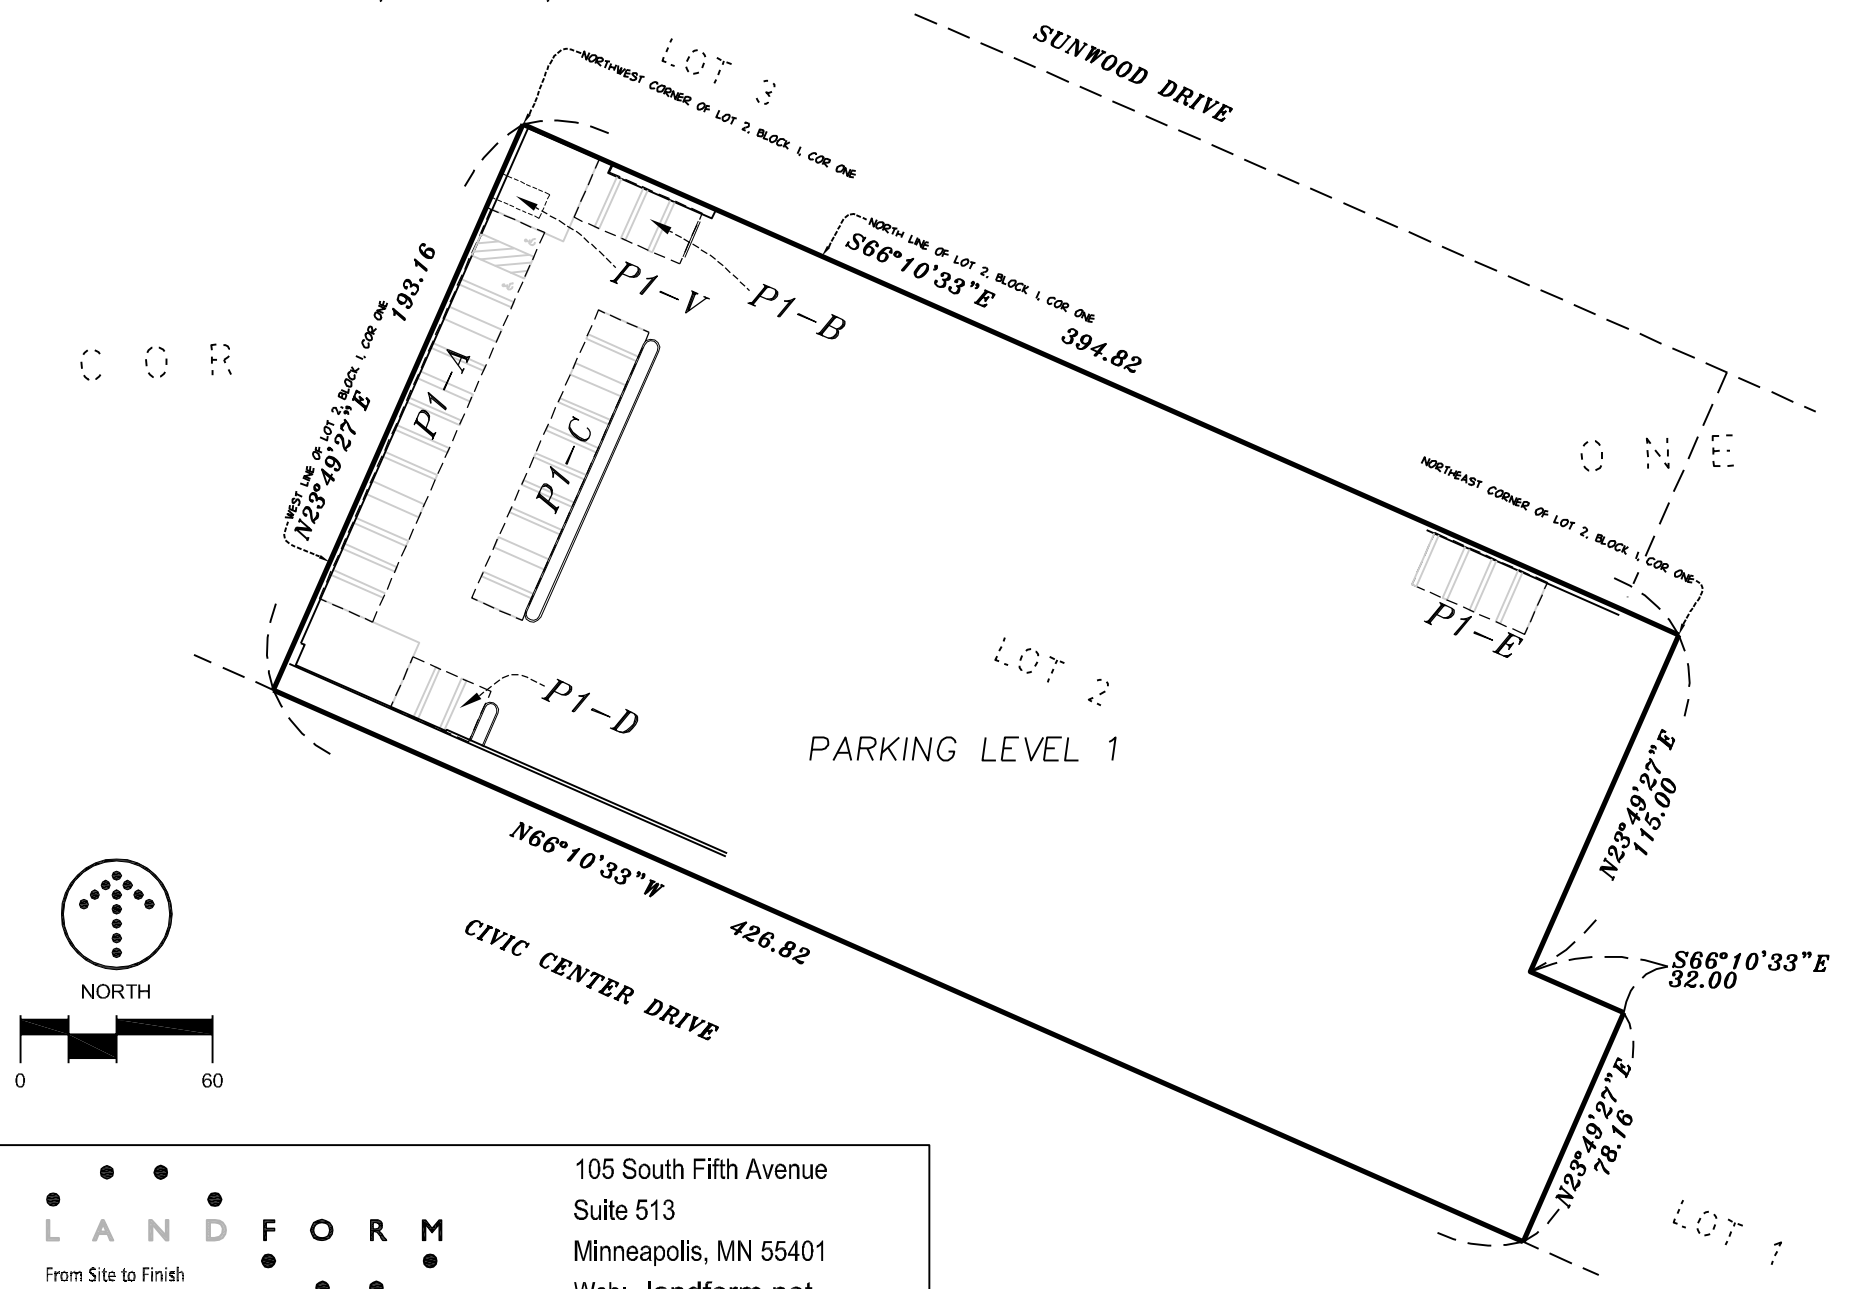 SUNWOOD DRIVE
LOT 3
NORTHWEST CORNER OF LOT 2, BLOCK 1, COR ONE
NORTH LINE OF LOT 2, BLOCK 1, COR ONE
S66°10'33"E
394.82
193.16
WEST LINE OF LOT 2, BLOCK 1, COR ONE
N23°49'27"E
C O R
P1-V
P1-B
P1-A
P1-C
O N E
NORTHEAST CORNER OF LOT 2, BLOCK 1, COR ONE
P1-E
LOT 2
P1-D
PARKING LEVEL 1
N23°49'27"E
115.00
N66°10'33"W
426.82
CIVIC CENTER DRIVE
S66°10'33"E
32.00
NORTH
0 60
N23°49'27"E
78.16
LOT 1
LANDFORM
From Site to Finish
105 South Fifth Avenue
Suite 513
Minneapolis, MN 55401
Web: landform.net